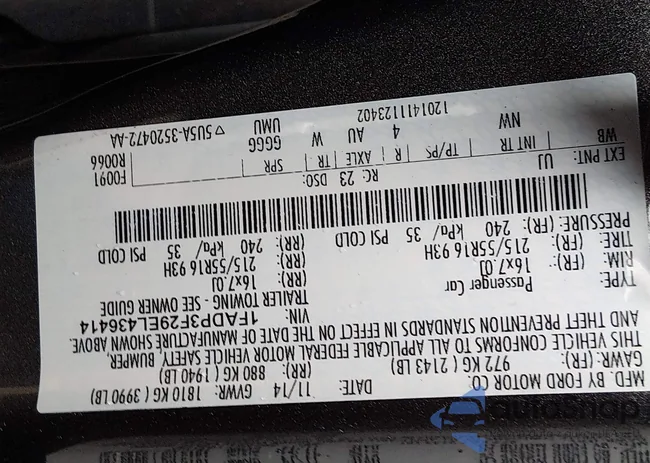 MFD. BY FORD MOTOR CO.
11/14 GVWR: 1810 KG ( 3990 LB)
GAWR: (FR): 972 KG ( 2143 LB) (RR): 880 KG ( 1940 LB)
THIS VEHICLE CONFORMS TO ALL APPLICABLE FEDERAL MOTOR VEHICLE SAFETY, BUMPER,
AND THEFT PREVENTION STANDARDS IN EFFECT ON THE DATE OF MANUFACTURE SHOWN ABOVE.
VIN: 1FADP3F29EL436414
TYPE: Passenger Car TRAILER TOWING - SEE OWNER GUIDE
RIM: (FR): 16x7.0J (RR): 16x7.0J
TIRE: (FR): 215/55R16 93H (RR): 215/55R16 93H
PRESSURE: (FR): 240 kPa/ 35 PSI COLD (RR): 240 kPa/ 35 PSI COLD
EXT PNT: UJ RC: 23 DSO: F0091
WB INT TR TP/PS R AXLE TR SPR R0066
NW 4 AU W GGGG
UMU
1201411123402 5U5A-3520472-AA
autoshop